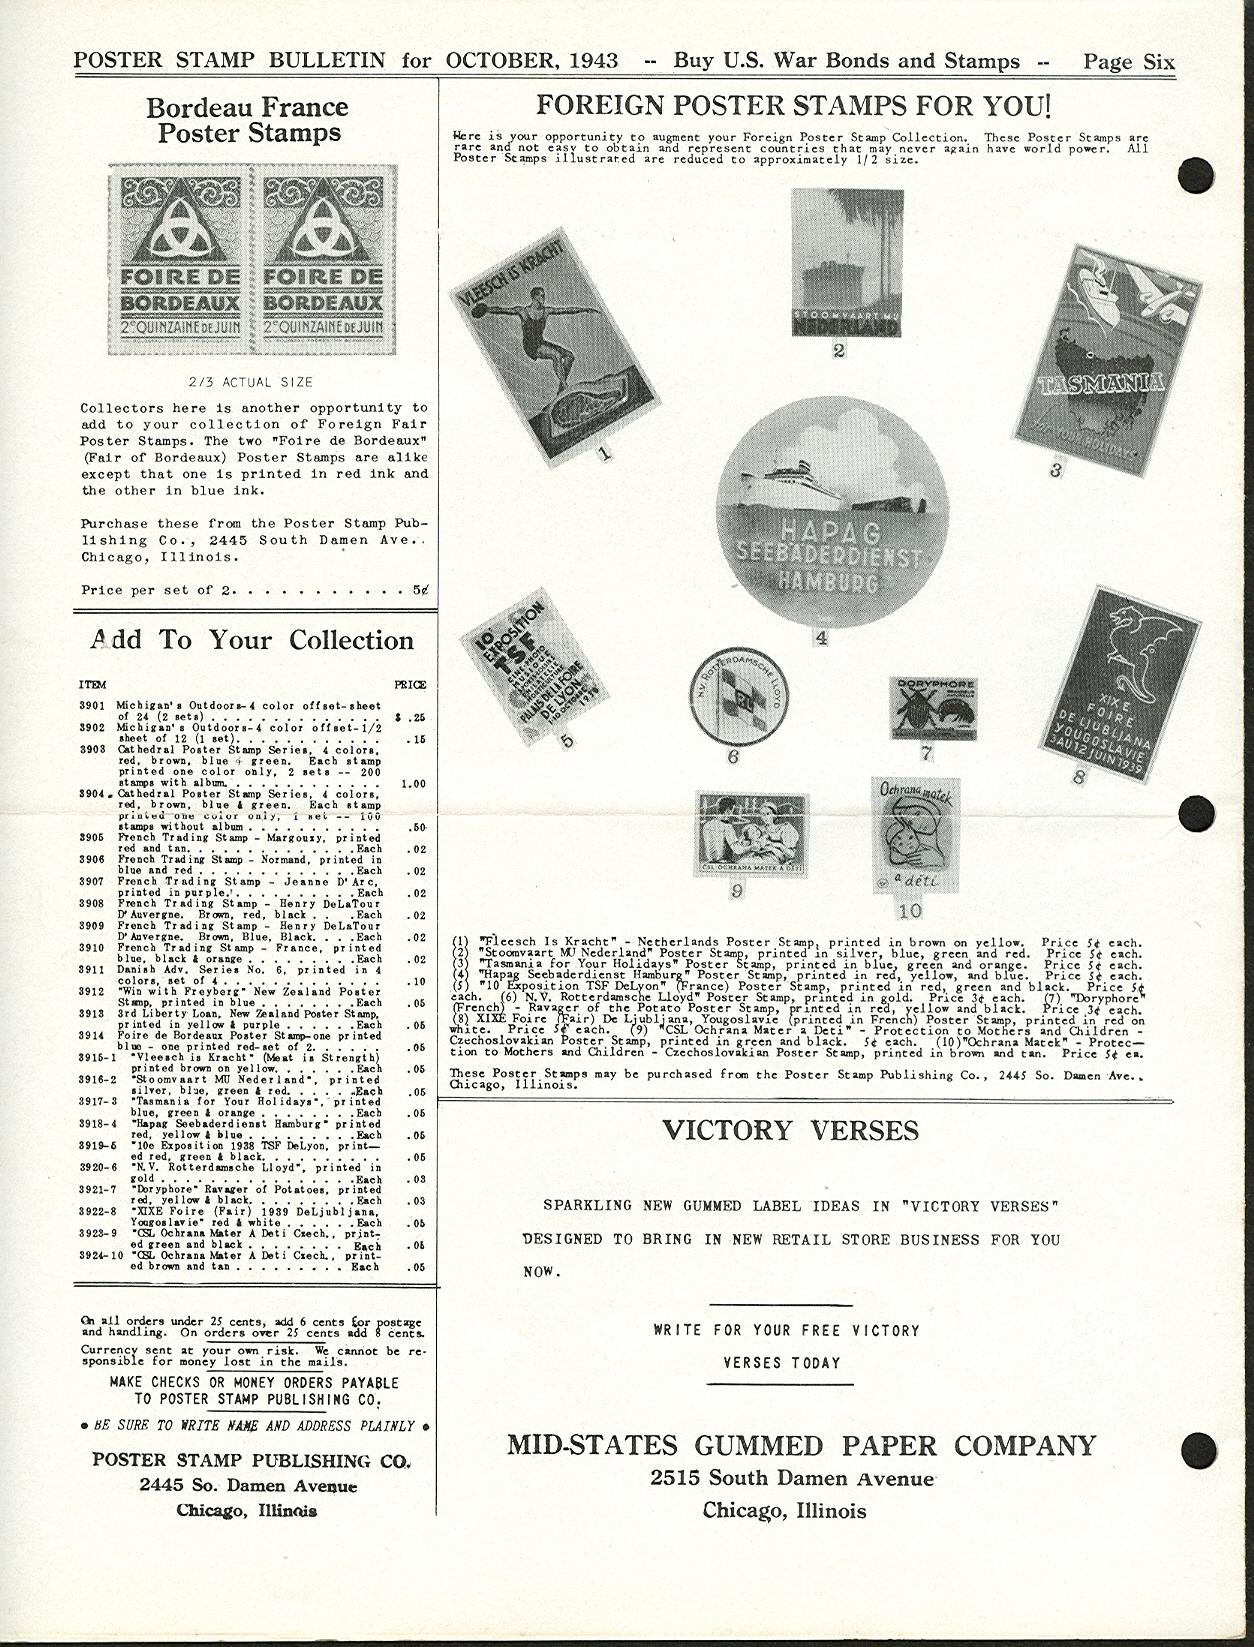 POSTER STAMP BULLETIN for OCTOBER, 1943 -- Buy U.S. War Bonds and Stamps -- Page Six
Bordeau France
Poster Stamps
FOIRE DE
BORDEAUX
2e QUINZAINE DE JUIN
FOIRE DE
BORDEAUX
2e QUINZAINE DE JUIN
2/3 ACTUAL SIZE
Collectors here is another opportunity to
add to your collection of Foreign Fair
Poster Stamps. The two "Foire de Bordeaux"
(Fair of Bordeau) Poster Stamps are alike
except that one is printed in red ink and
the other in blue ink.
Purchase these from the Poster Stamp Pub-
lishing Co., 2445 South Damen Ave..
Chicago, Illinois.
Price per set of 2. . . . . . . . . . . 5¢
Add To Your Collection
ITEM PRICE
3901 Michigan's Outdoors-4 color offset-sheet
of 24 (2 sets) . . . . . . . . . . . . . . $ .25
3902 Michigan's Outdoors-4 color offset-1/2
sheet of 12 (1 set). . . . . . . . . . . . .15
3903 Cathedral Poster Stamp Series, 4 colors,
red, brown, blue & green. Each stamp
printed one color only, 2 sets -- 200
stamps with album. . . . . . . . . . . . 1.00
3904. Cathedral Poster Stamp Series, 4 colors,
red, brown, blue & green. Each stamp
printed one color only, 1 set -- 100
stamps without album . . . . . . . . . . .50
3905 French Trading Stamp - Margouzy, printed
red and tan. . . . . . . . . . . . . .Each .02
3906 French Trading Stamp - Normand, printed in
blue and red . . . . . . . . . . . . .Each .02
3907 French Trading Stamp - Jeanne D'Arc,
printed in purple.'. . . . . . . . . .Each .02
3908 French Trading Stamp - Henry DeLaTour
D'Auvergne. Brown, red, black . . .Each .02
3909 French Trading Stamp - Henry DeLaTour
D'Auvergne. Brown, Blue, Black. . . .Each .02
3910 French Trading Stamp - France, printed
blue, black & orange . . . . . . . . .Each .02
3911 Danish Adv. Series No. 6, printed in 4
colors, set of 4 . . . . . . . . . . . . . .10
3912 "Win with Freyberg" New Zealand Poster
Stamp, printed in blue . . . . . . . .Each .05
3913 3rd Liberty Loan, New Zealand Poster Stamp,
printed in yellow & purple . . . . . .Each .05
3914 Foire de Bordeaux Poster Stamp-one printed
blue - one printed red-set of 2. . . . . . .05
3915-1 "Vleesch is Kracht" (Meat is Strength)
printed brown on yellow. . . . . . . .Each .05
3916-2 "Stoomvaart MU Nederland", printed
silver, blue, green & red. . . . . .Each .05
3917-3 "Tasmania for Your Holidays", printed
blue, green & orange . . . . . . . .Each .05
3918-4 "Hapag Seebaderdienst Hamburg" printed
red, yellow & blue . . . . . . . . .Each .05
3919-5 "10e Exposition 1938 TSF DeLyon, print-
ed red, green & black. . . . . . . . . . .05
3920-6 "N.V. Rotterdamsche Lloyd", printed in
gold . . . . . . . . . . . . . . . .Each .03
3921-7 "Doryphore" Ravager of Potatoes, printed
red, yellow & black. . . . . . . . .Each .03
3922-8 "XIXE Foire (Fair) 1939 DeLjubljana,
Yougoslavie" red & white . . . . . .Each .05
3923-9 "CSL Ochrana Mater A Deti Czech., print-
ed green and black . . . . . . . . Each .05
3924-10 "CSL Ochrana Mater A Deti Czech., print-
ed brown and tan . . . . . . . . . Each .05
On all orders under 25 cents, add 6 cents for postage
and handling. On orders over 25 cents add 8 cents.
Currency sent at your own risk. We cannot be re-
sponsible for money lost in the mails.
MAKE CHECKS OR MONEY ORDERS PAYABLE
TO POSTER STAMP PUBLISHING CO.
• BE SURE TO WRITE NAME AND ADDRESS PLAINLY •
POSTER STAMP PUBLISHING CO.
2445 So. Damen Avenue
Chicago, Illinois
FOREIGN POSTER STAMPS FOR YOU!
Here is your opportunity to augment your Foreign Poster Stamp Collection. These Poster Stamps are
rare and not easy to obtain and represent countries that may never again have world power. All
Poster Stamps illustrated are reduced to approximately 1/2 size.
VLEESCH IS KRACHT
1
STOOMVAART MU
NEDERLAND
2
TASMANIA
FOR YOUR HOLIDAYS
3
HAPAG
SEEBÄDERDIENST
HAMBURG
4
10e
EXPOSITION
TSF
PALAIS DE LA FOIRE
DE LYON
1938
5
N.V. ROTTERDAMSCHE LLOYD
RL
6
DORYPHORE
7
XIXE
FOIRE
DE LJUBLJANA
YOUGOSLAVIE
3 AU 12 JUIN 1939
8
ČSL. OCHRANA MATEK A DĚTÍ
9
Ochrana matek
a dětí
10
(1) "Fleesch Is Kracht" - Netherlands Poster Stamp, printed in brown on yellow. Price 5¢ each.
(2) "Stoomvaart MU Nederland" Poster Stamp, printed in silver, blue, green and red. Price 5¢ each.
(3) "Tasmania for Your Holidays" Poster Stamp, printed in blue, green and orange. Price 5¢ each.
(4) "Hapag Seebaderdienst Hamburg" Poster Stamp, printed in red, yellow, and blue. Price 5¢ each.
(5) "10 Exposition TSF DeLyon" (France) Poster Stamp, printed in red, green and black. Price 5¢
each. (6) N.V. Rotterdamsche Lloyd" Poster Stamp, printed in gold. Price 3¢ each. (7) "Doryphore"
(French) - Ravager of the Potato Poster Stamp, printed in red, yellow and black. Price 3¢ each.
(8) XIXE Foire (Fair) De Ljubljana, Yougoslavie (printed in French) Poster Stamp, printed in red on
white. Price 5¢ each. (9) "CSL Ochrana Mater a Deti" - Protection to Mothers and Children -
Czechoslovakian Poster Stamp, printed in green and black. 5¢ each. (10) "Ochrana Matek" - Protec-
tion to Mothers and Children - Czechoslovakian Poster Stamp, printed in brown and tan. Price 5¢ ea.
These Poster Stamps may be purchased from the Poster Stamp Publishing Co., 2445 So. Damen Ave..
Chicago, Illinois.
VICTORY VERSES
SPARKLING NEW GUMMED LABEL IDEAS IN "VICTORY VERSES"
DESIGNED TO BRING IN NEW RETAIL STORE BUSINESS FOR YOU
NOW.
WRITE FOR YOUR FREE VICTORY
VERSES TODAY
MID-STATES GUMMED PAPER COMPANY
2515 South Damen Avenue
Chicago, Illinois